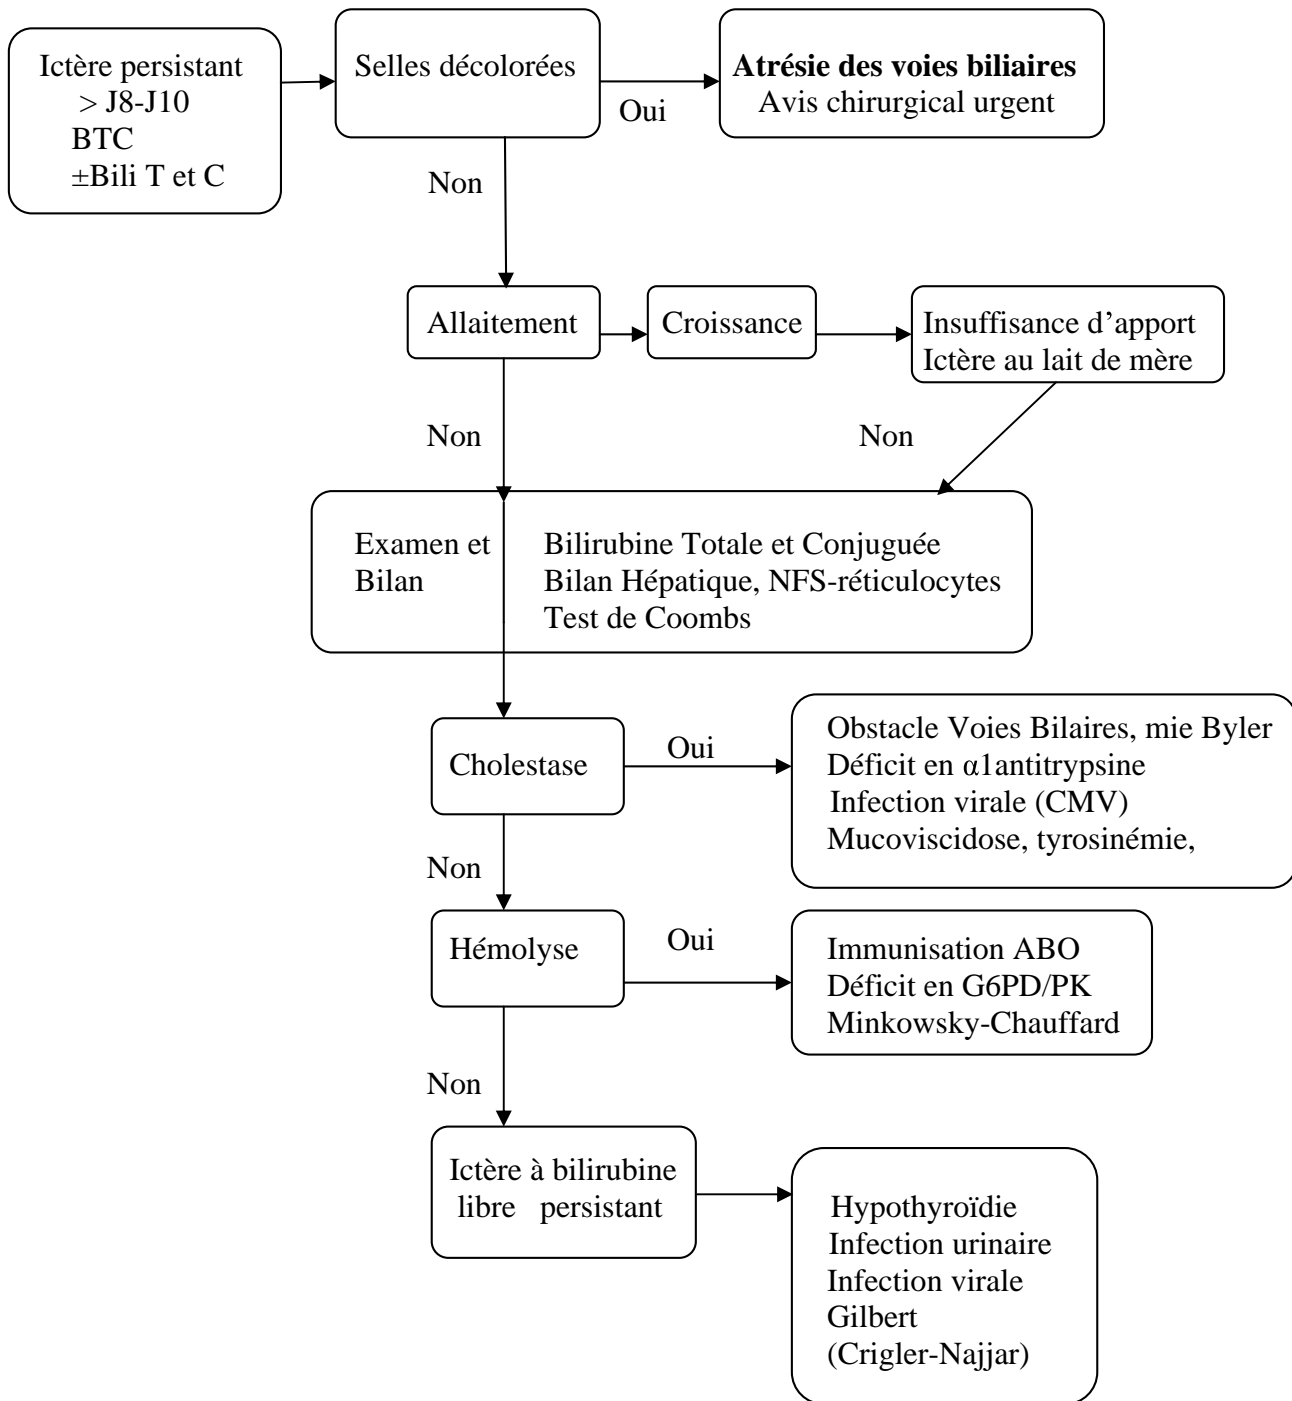 Ictère persistant
> J8-J10
BTC
±Bili T et C
Selles décolorées
Oui
Atrésie des voies biliaires
Avis chirurgical urgent
Non
Allaitement
Croissance
Insuffisance d’apport
Ictère au lait de mère
Non
Non
Examen et
Bilan
Bilirubine Totale et Conjuguée
Bilan Hépatique, NFS-réticulocytes
Test de Coombs
Cholestase
Oui
Obstacle Voies Bilaires, mie Byler
Déficit en α1antitrypsine
Infection virale (CMV)
Mucoviscidose, tyrosinémie,
Non
Hémolyse
Oui
Immunisation ABO
Déficit en G6PD/PK
Minkowsky-Chauffard
Non
Ictère à bilirubine
libre persistant
Hypothyroïdie
Infection urinaire
Infection virale
Gilbert
(Crigler-Najjar)